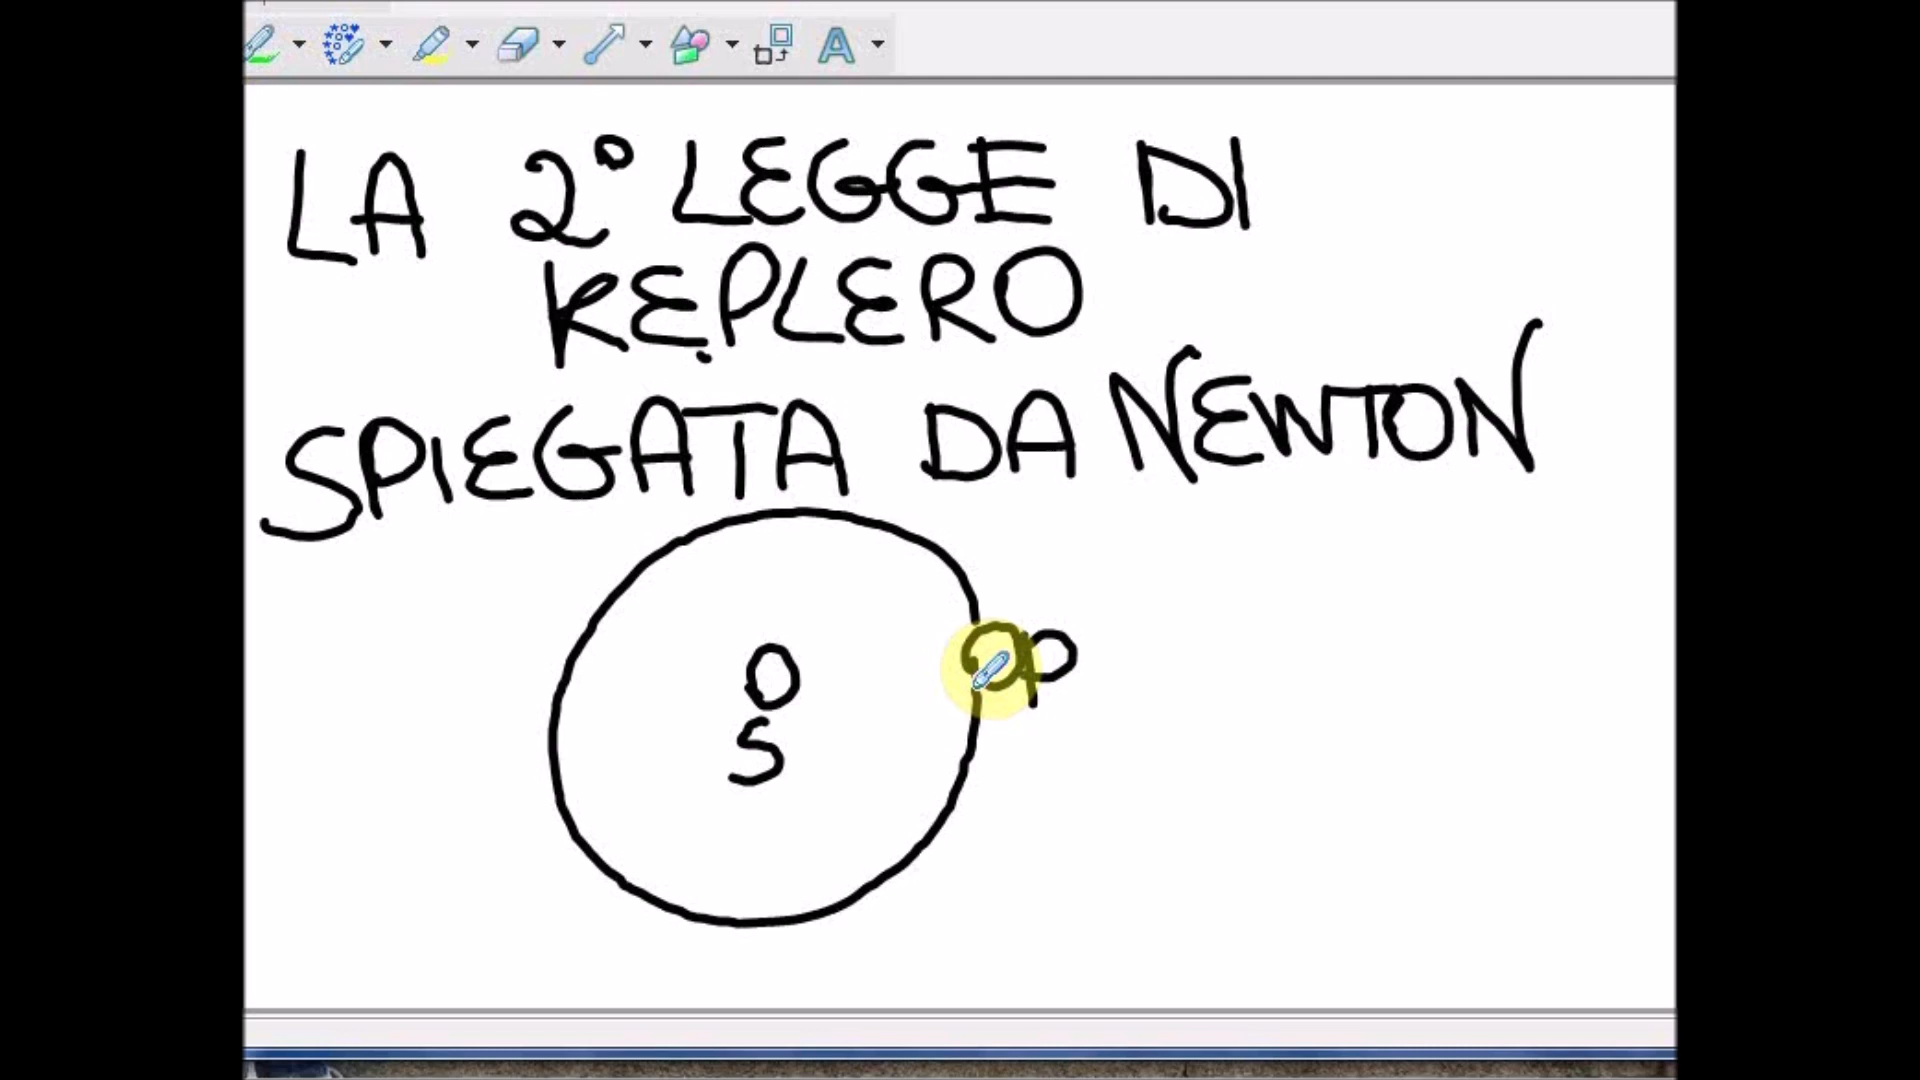 LA 2° LEGGE DI
KEPLERO
SPIEGATA DA NEWTON
P
S